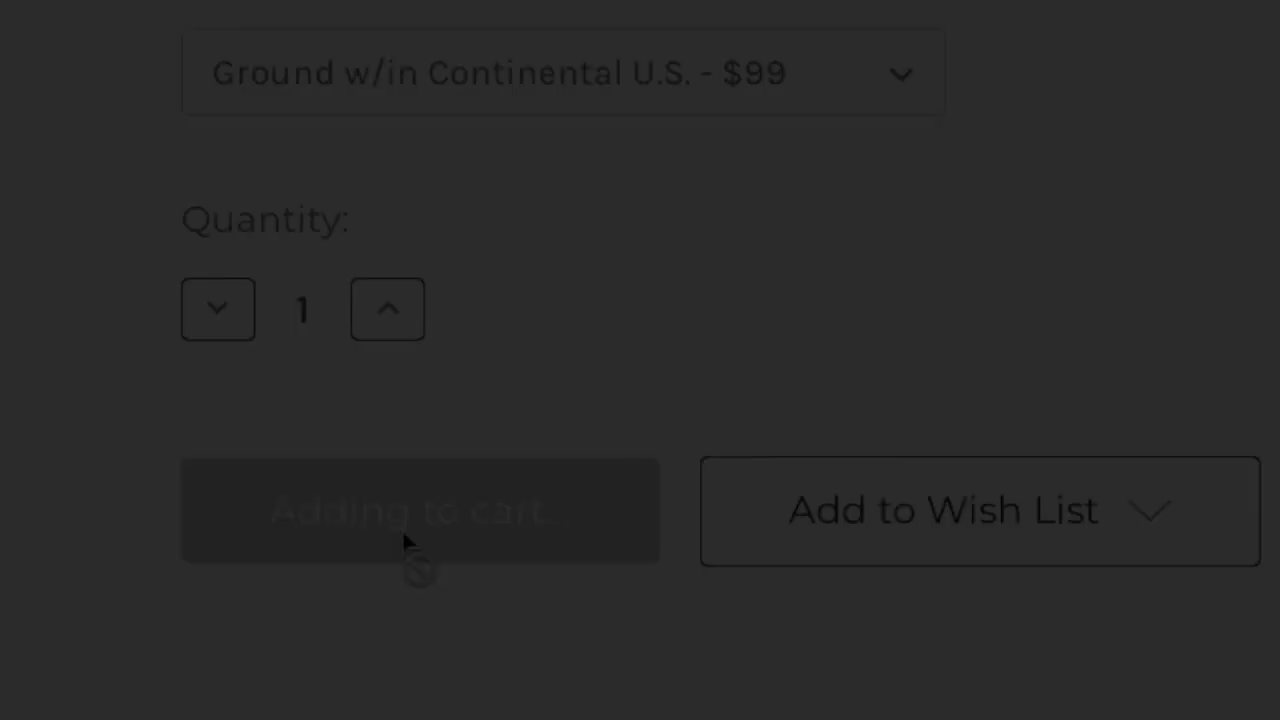 Ground w/in Continental U.S. - $99
Quantity:
1
Adding to cart...
Add to Wish List